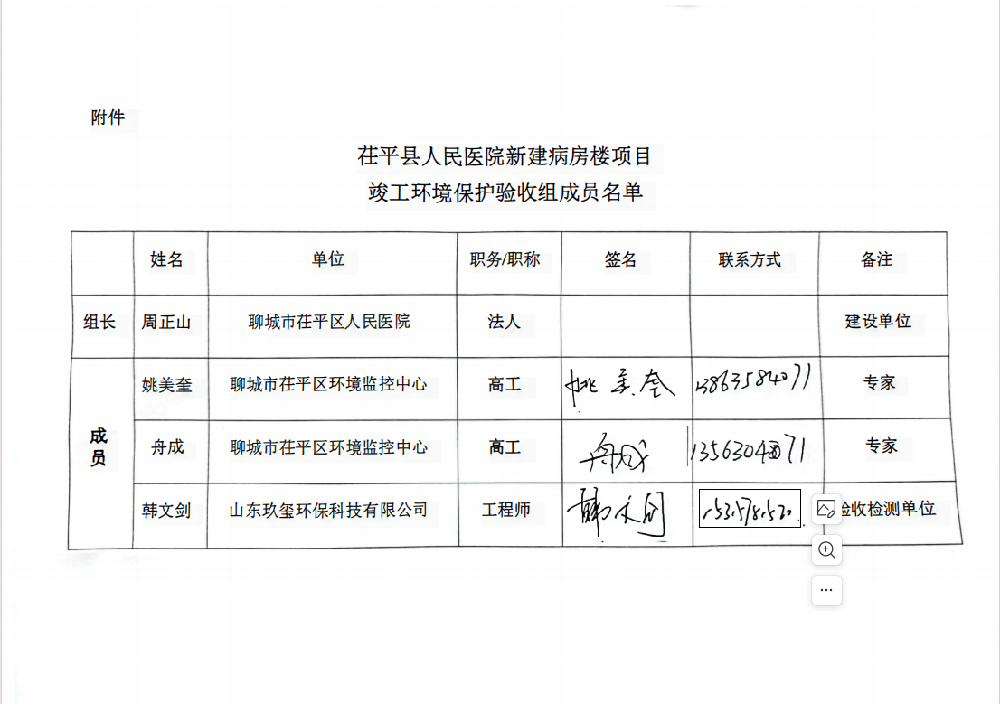 附件
茌平县人民医院新建病房楼项目
竣工环境保护验收组成员名单
姓名 单位 职务/职称 签名 联系方式 备注
组长 周正山 聊城市茌平区人民医院 法人 建设单位
成员 姚美奎 聊城市茌平区环境监控中心 高工 姚美奎 13863584071 专家
舟成 聊城市茌平区环境监控中心 高工 舟成 专家
韩文剑 山东玖玺环保科技有限公司 工程师 韩文剑 验收检测单位